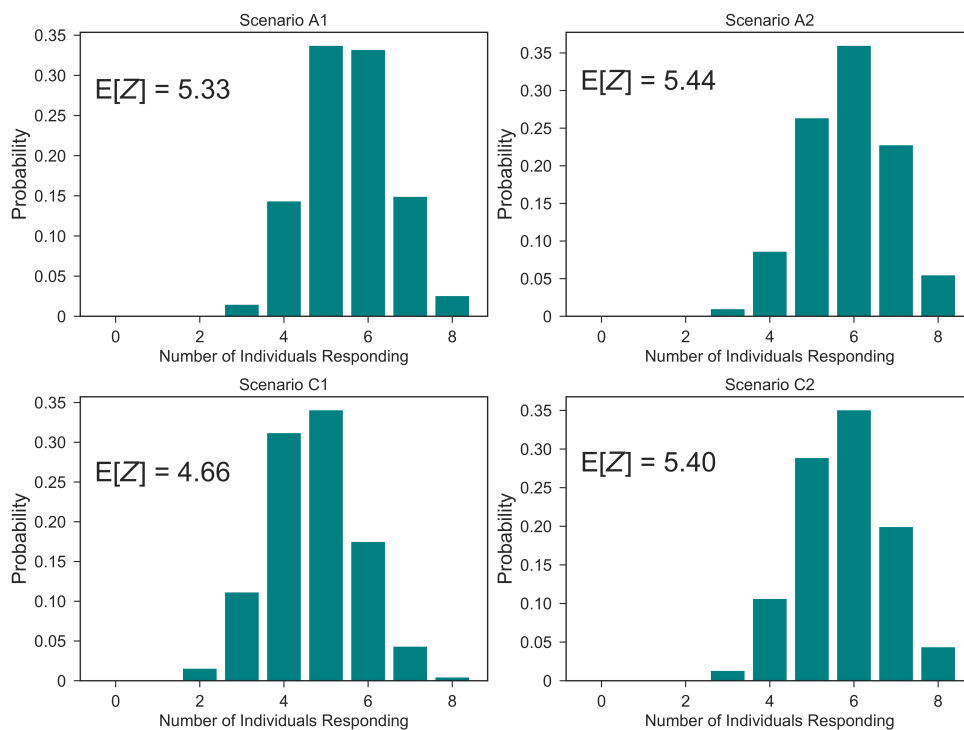 Scenario A1
0.35
0.30
0.25
0.20
0.15
0.10
0.05
0
Probability
E[Z] = 5.33
0 2 4 6 8
Number of Individuals Responding
Scenario A2
0.35
0.30
0.25
0.20
0.15
0.10
0.05
0
Probability
E[Z] = 5.44
0 2 4 6 8
Number of Individuals Responding
Scenario C1
0.35
0.30
0.25
0.20
0.15
0.10
0.05
0
Probability
E[Z] = 4.66
0 2 4 6 8
Number of Individuals Responding
Scenario C2
0.35
0.30
0.25
0.20
0.15
0.10
0.05
0
Probability
E[Z] = 5.40
0 2 4 6 8
Number of Individuals Responding